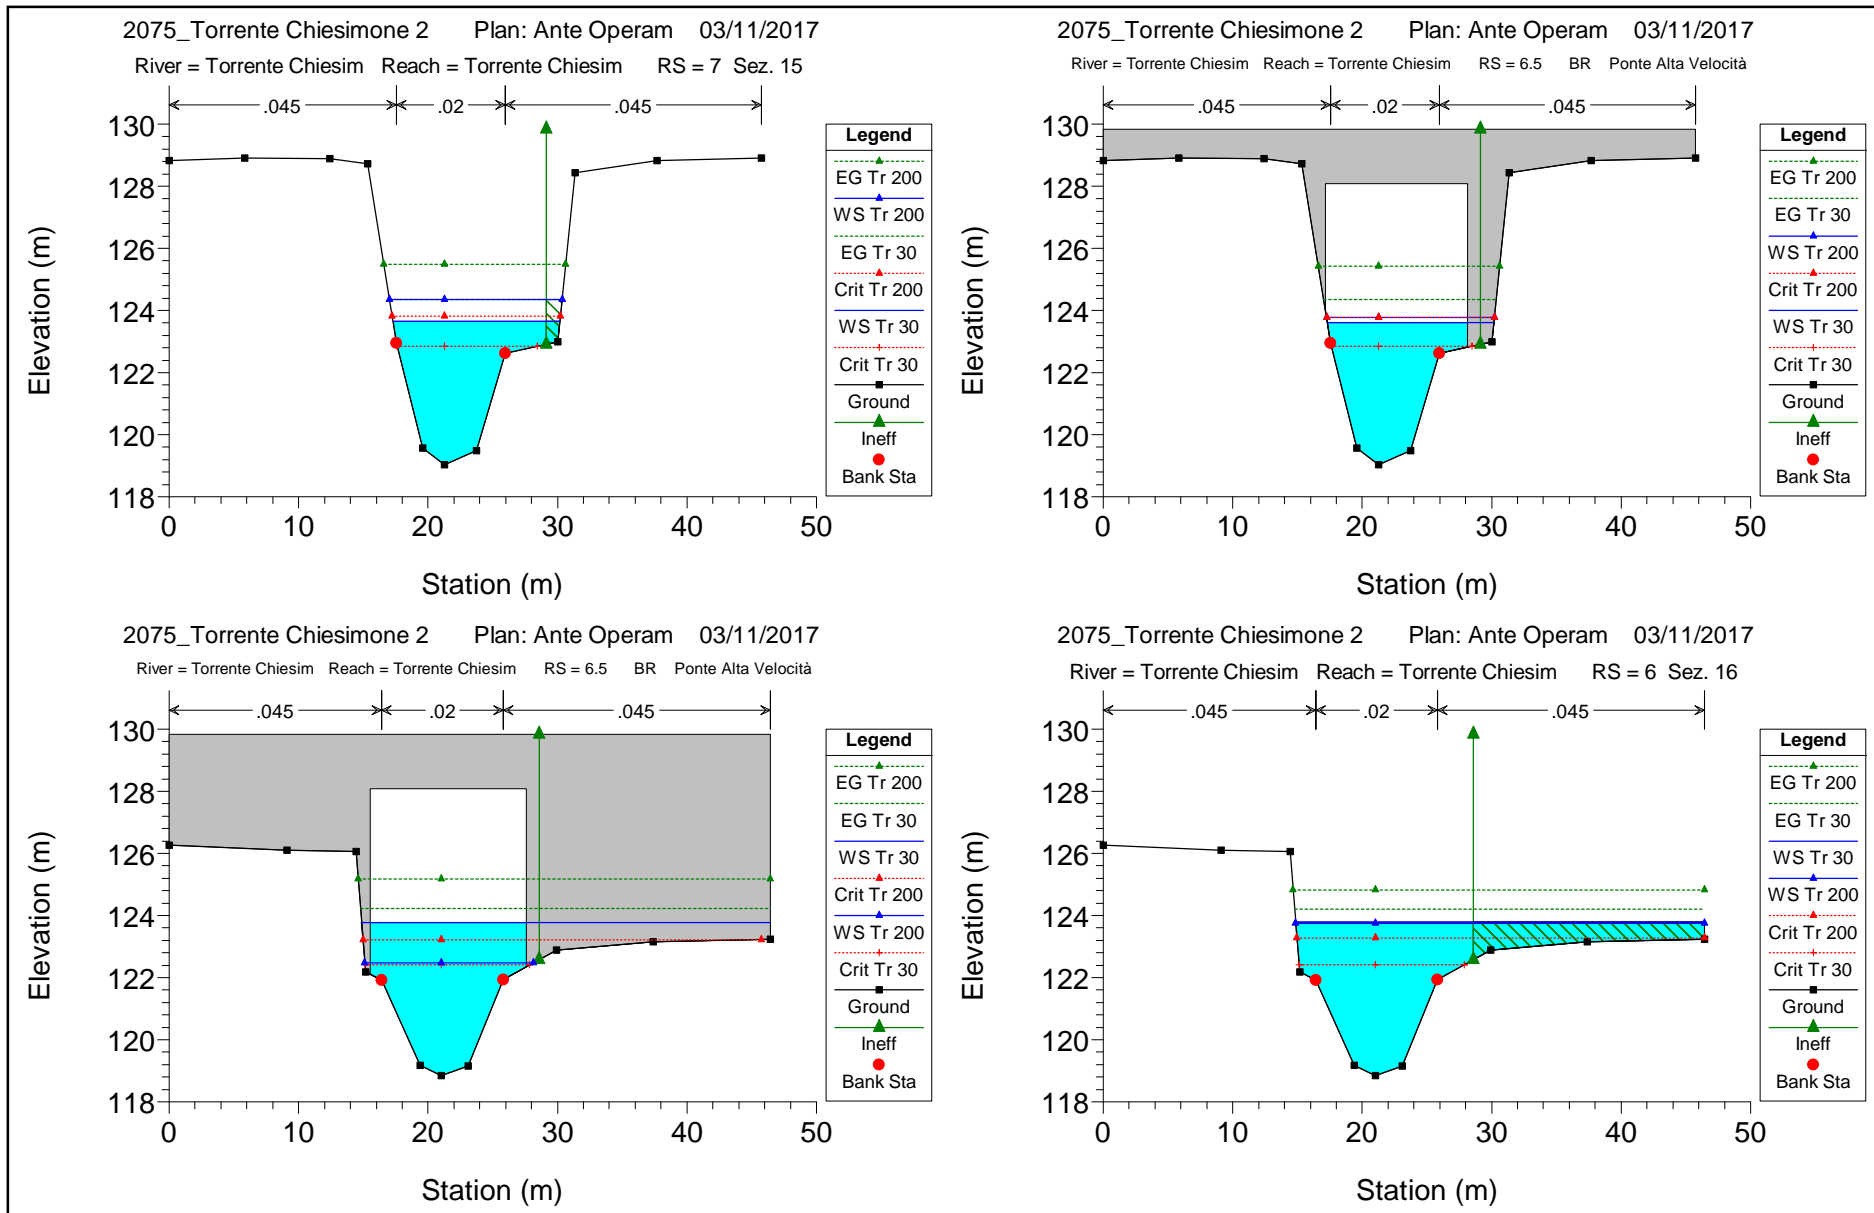 2075_Torrente Chiesimone 2 Plan: Ante Operam 03/11/2017
River = Torrente Chiesim Reach = Torrente Chiesim RS = 7 Sez. 15
.045 .02 .045
130
128
126
124
122
120
118
0 10 20 30 40 50
Station (m)
Elevation (m)
Legend
EG Tr 200
WS Tr 200
EG Tr 30
Crit Tr 200
WS Tr 30
Crit Tr 30
Ground
Ineff
Bank Sta
2075_Torrente Chiesimone 2 Plan: Ante Operam 03/11/2017
River = Torrente Chiesim Reach = Torrente Chiesim RS = 6.5 BR Ponte Alta Velocità
.045 .02 .045
130
128
126
124
122
120
118
0 10 20 30 40 50
Station (m)
Elevation (m)
Legend
EG Tr 200
EG Tr 30
WS Tr 200
Crit Tr 200
WS Tr 30
Crit Tr 30
Ground
Ineff
Bank Sta
2075_Torrente Chiesimone 2 Plan: Ante Operam 03/11/2017
River = Torrente Chiesim Reach = Torrente Chiesim RS = 6.5 BR Ponte Alta Velocità
.045 .02 .045
130
128
126
124
122
120
118
0 10 20 30 40 50
Station (m)
Elevation (m)
Legend
EG Tr 200
EG Tr 30
WS Tr 30
Crit Tr 200
WS Tr 200
Crit Tr 30
Ground
Ineff
Bank Sta
2075_Torrente Chiesimone 2 Plan: Ante Operam 03/11/2017
River = Torrente Chiesim Reach = Torrente Chiesim RS = 6 Sez. 16
.045 .02 .045
130
128
126
124
122
120
118
0 10 20 30 40 50
Station (m)
Elevation (m)
Legend
EG Tr 200
EG Tr 30
WS Tr 30
WS Tr 200
Crit Tr 200
Crit Tr 30
Ground
Ineff
Bank Sta